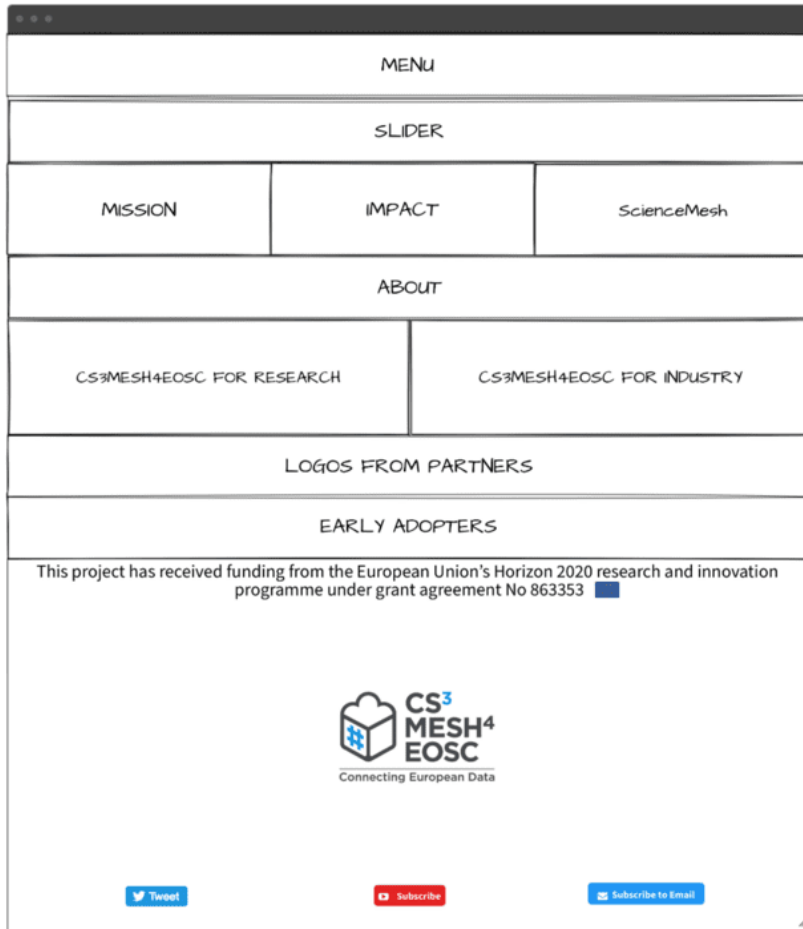 MENU
SLIDER
MISSION
IMPACT
ScienceMesh
ABOUT
CS3MESH4EOSC FOR RESEARCH
CS3MESH4EOSC FOR INDUSTRY
LOGOS FROM PARTNERS
EARLY ADOPTERS
This project has received funding from the European Union's Horizon 2020 research and innovation
programme under grant agreement No 863353
CS³
MESH⁴
EOSC
Connecting European Data
Tweet
Subscribe
Subscribe to Email